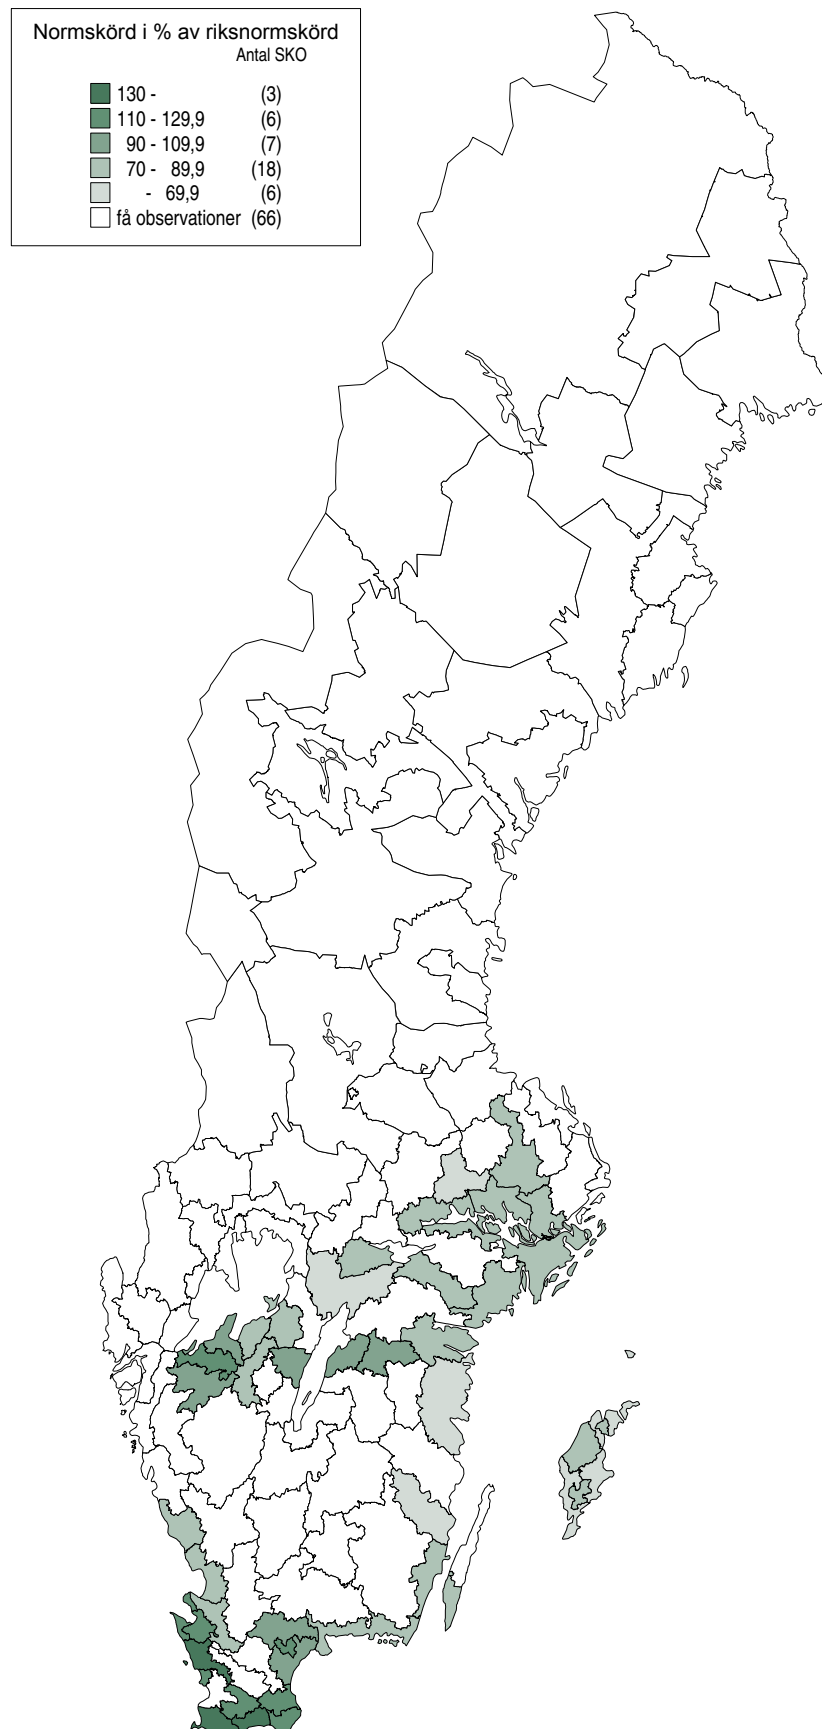 Normskörd i % av riksnormskörd
Antal SKO
130 - (3)
110 - 129,9 (6)
90 - 109,9 (7)
70 - 89,9 (18)
- 69,9 (6)
få observationer (66)